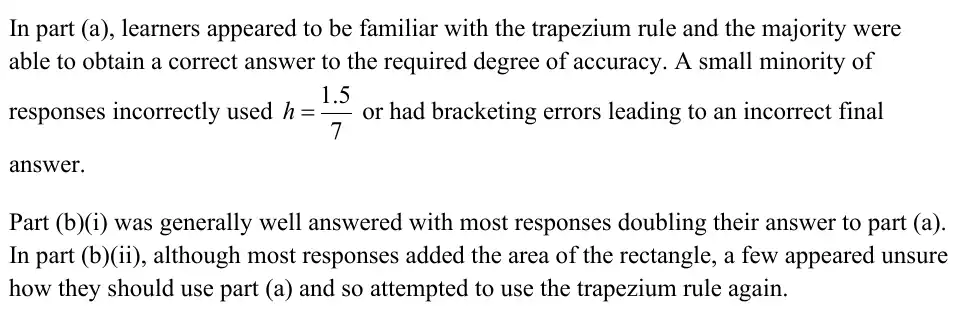 In part (a), learners appeared to be familiar with the trapezium rule and the majority were
able to obtain a correct answer to the required degree of accuracy. A small minority of
responses incorrectly used h = 1.5/7 or had bracketing errors leading to an incorrect final
answer.
Part (b)(i) was generally well answered with most responses doubling their answer to part (a).
In part (b)(ii), although most responses added the area of the rectangle, a few appeared unsure
how they should use part (a) and so attempted to use the trapezium rule again.